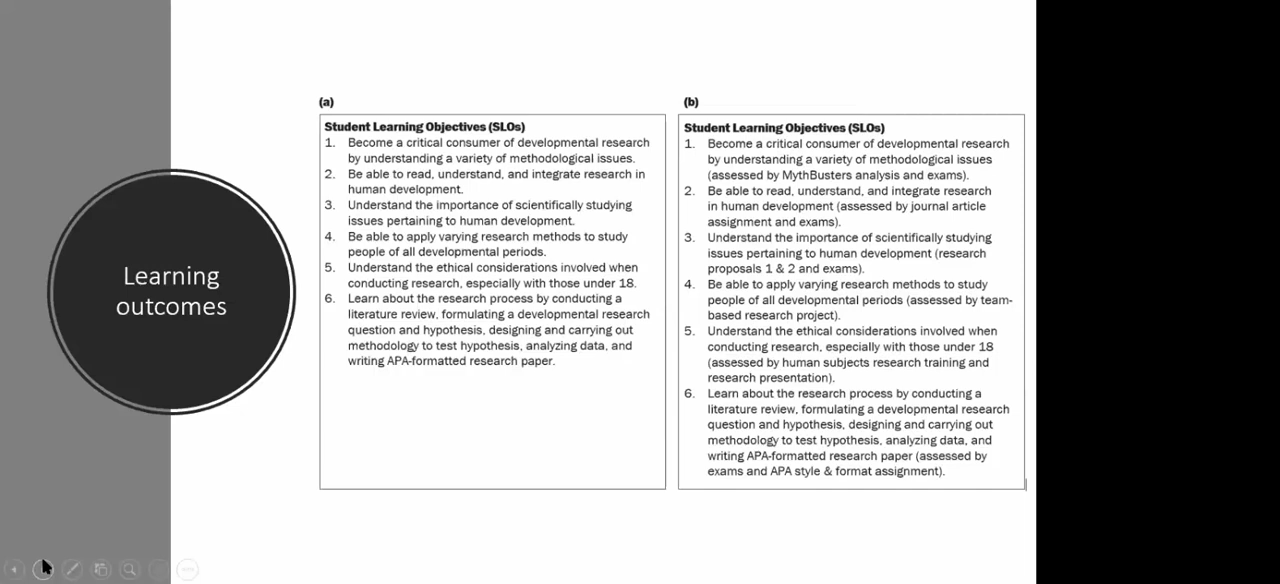 Learning
outcomes
(a)
Student Learning Objectives (SLOs)
1. Become a critical consumer of developmental research
by understanding a variety of methodological issues.
2. Be able to read, understand, and integrate research in
human development.
3. Understand the importance of scientifically studying
issues pertaining to human development.
4. Be able to apply varying research methods to study
people of all developmental periods.
5. Understand the ethical considerations involved when
conducting research, especially with those under 18.
6. Learn about the research process by conducting a
literature review, formulating a developmental research
question and hypothesis, designing and carrying out
methodology to test hypothesis, analyzing data, and
writing APA-formatted research paper.
(b)
Student Learning Objectives (SLOs)
1. Become a critical consumer of developmental research
by understanding a variety of methodological issues
(assessed by MythBusters analysis and exams).
2. Be able to read, understand, and integrate research
in human development (assessed by journal article
assignment and exams).
3. Understand the importance of scientifically studying
issues pertaining to human development (research
proposals 1 & 2 and exams).
4. Be able to apply varying research methods to study
people of all developmental periods (assessed by team-
based research project).
5. Understand the ethical considerations involved when
conducting research, especially with those under 18
(assessed by human subjects research training and
research presentation).
6. Learn about the research process by conducting a
literature review, formulating a developmental research
question and hypothesis, designing and carrying out
methodology to test hypothesis, analyzing data, and
writing APA-formatted research paper (assessed by
exams and APA style & format assignment).